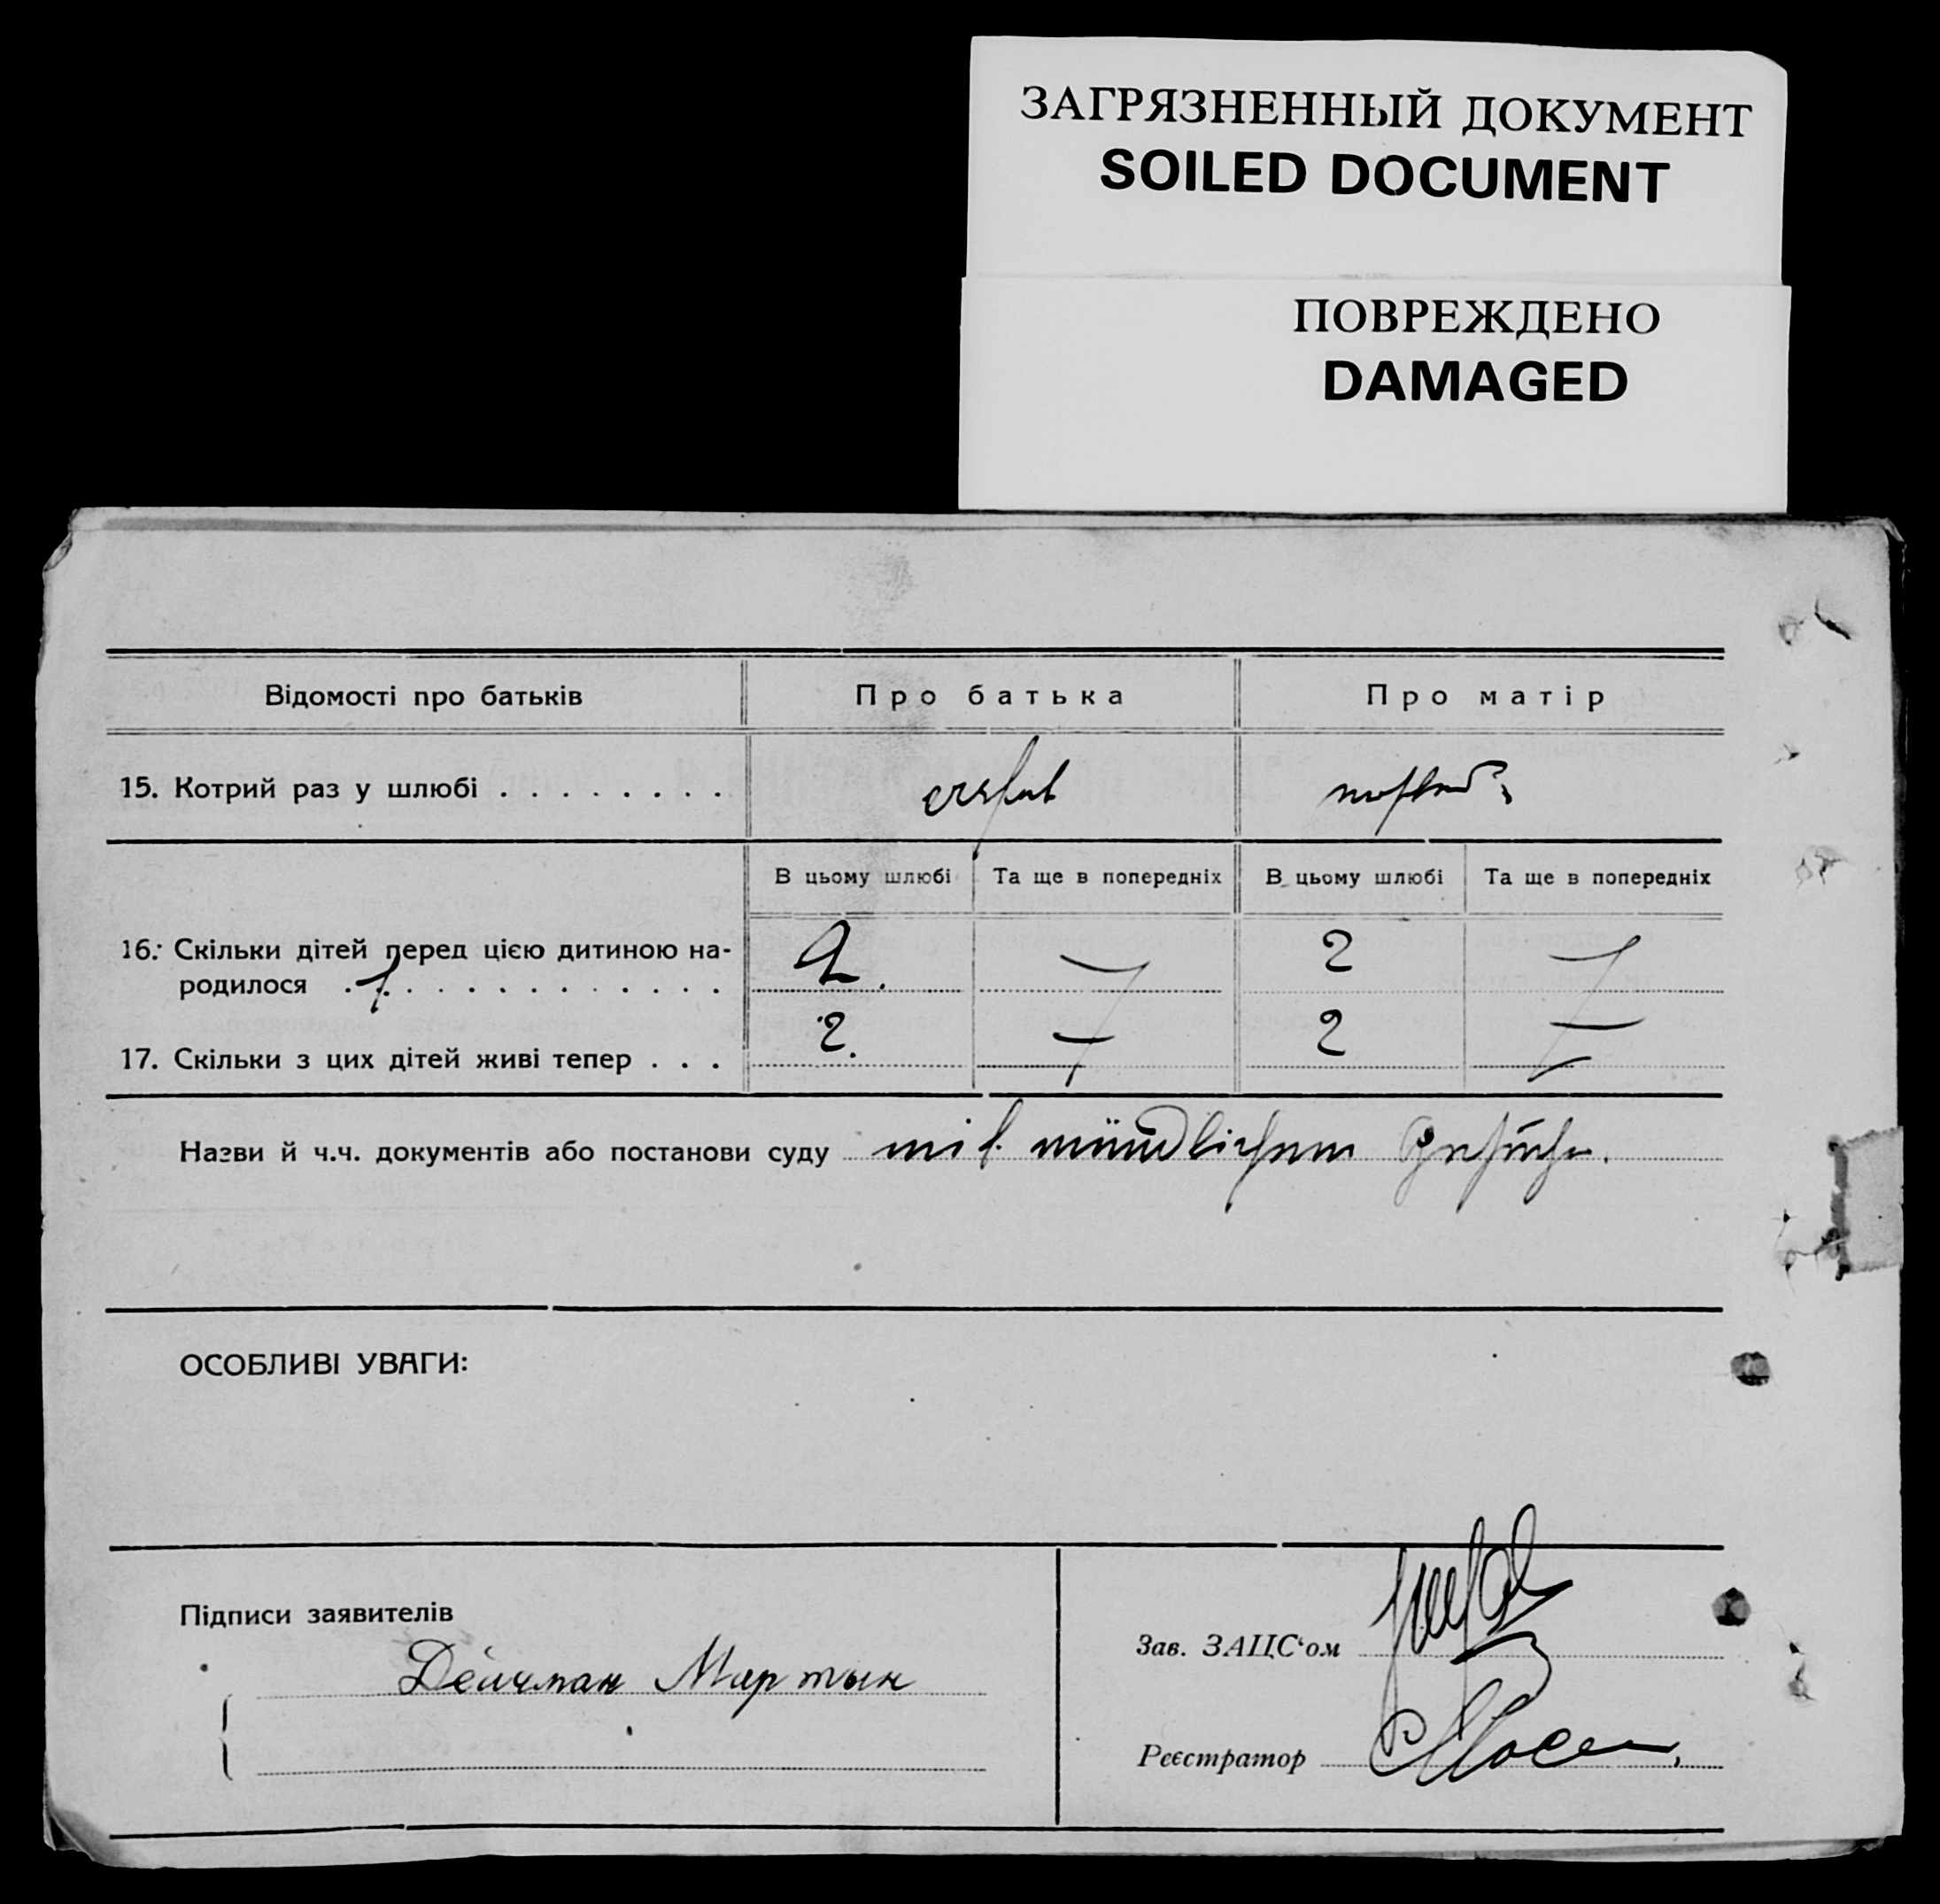 ЗАГРЯЗНЕННЫЙ ДОКУМЕНТ
SOILED DOCUMENT
ПОВРЕЖДЕНО
DAMAGED
Відомості про батьків Про батька Про матір
15. Котрий раз у шлюбі . . . . . . . .
В цьому шлюбі Та ще в попередніх В цьому шлюбі Та ще в попередніх
16. Скільки дітей перед цією дитиною на-
родилося . . . . . . . . . . . . . 2. — 2 —
17. Скільки з цих дітей живі тепер . . . 2. — 2 —
Назви й ч.ч. документів або постанови суду mit mündlichem Gesuche.
ОСОБЛИВІ УВАГИ:
Підписи заявителів
Дейчман Мартын
Зав. ЗАЦС'ом
Реєстратор